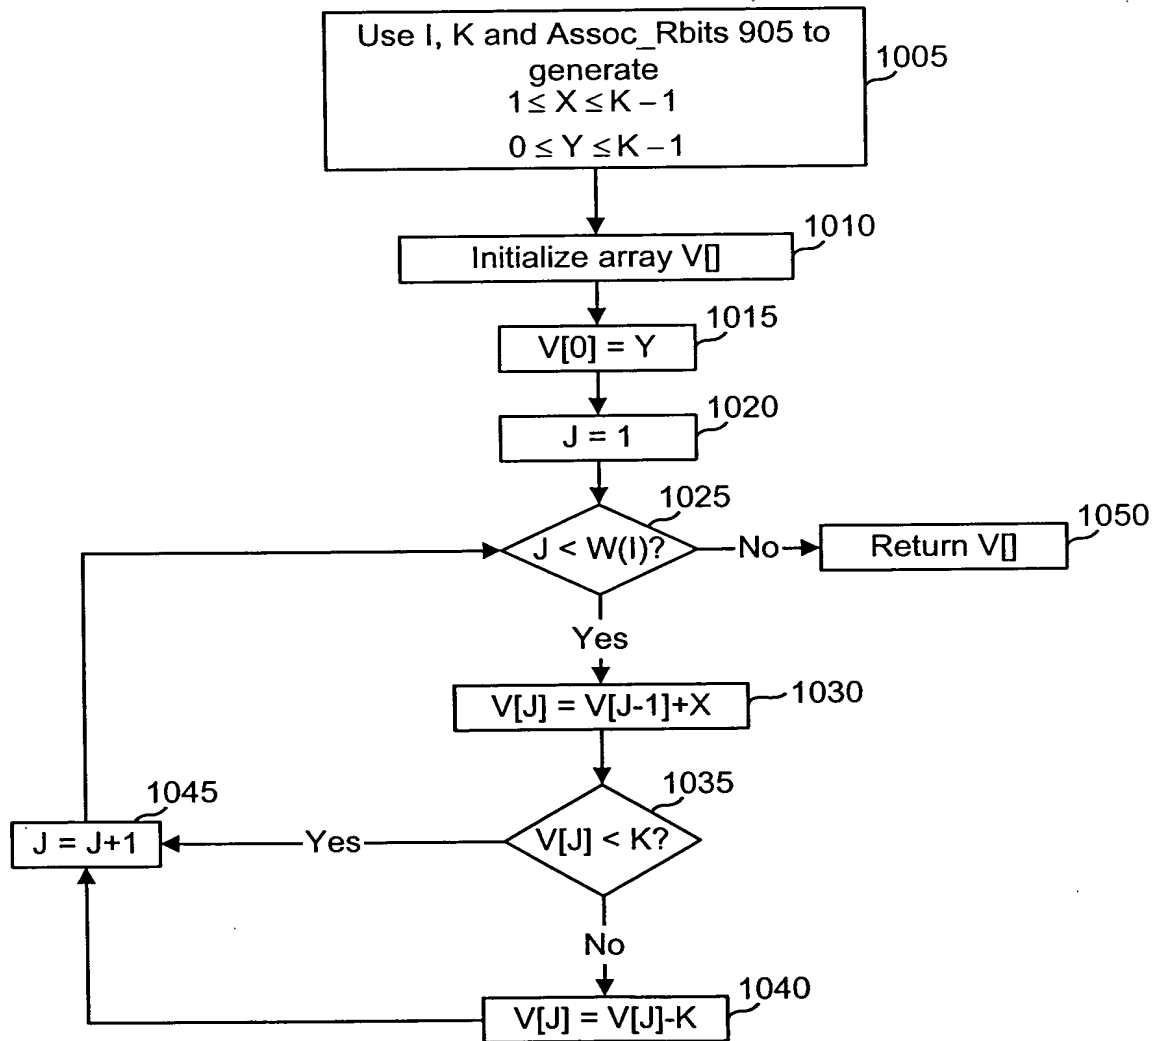 Use I, K and Assoc_Rbits 905 to
generate
1 ≤ X ≤ K – 1
0 ≤ Y ≤ K – 1
1005
Initialize array V[]
1010
V[0] = Y
1015
J = 1
1020
J < W(I)?
1025
No
Return V[]
1050
Yes
V[J] = V[J-1]+X
1030
V[J] < K?
1035
Yes
J = J+1
1045
No
V[J] = V[J]-K
1040